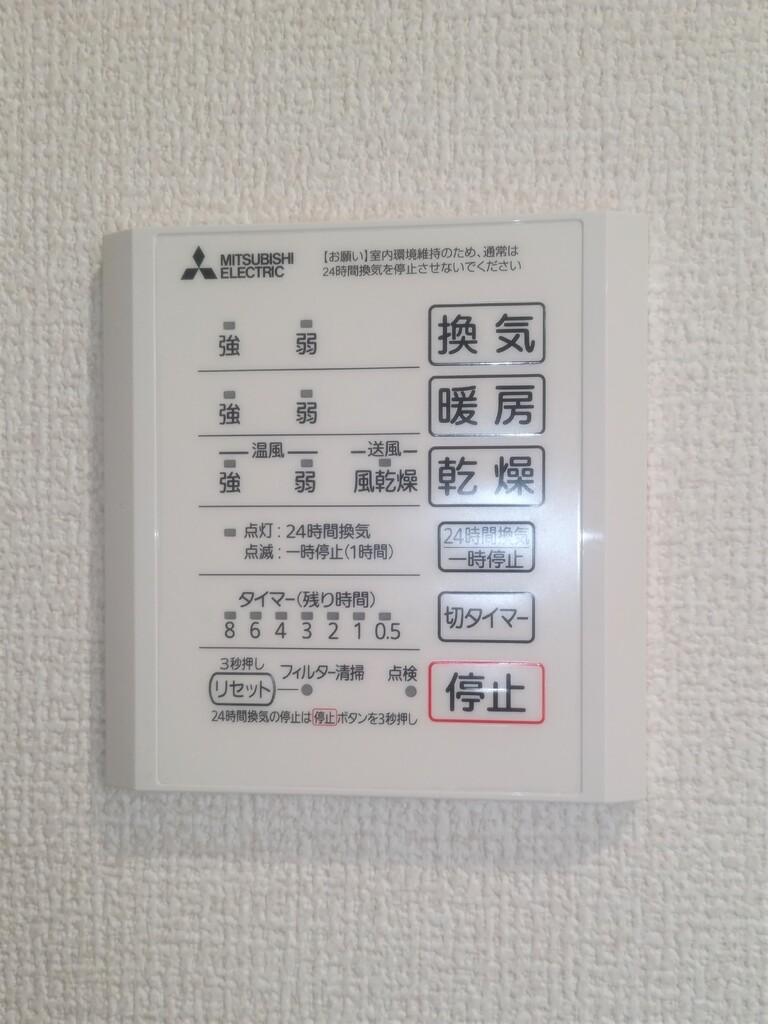 MITSUBISHI
ELECTRIC
【お願い】室内環境維持のため、通常は
24時間換気を停止させないでください
強 弱 換気
強 弱 暖房
温風 送風
強 弱 風乾燥 乾燥
点灯：24時間換気 24時間換気
点滅：一時停止(1時間) 一時停止
タイマー(残り時間) 切タイマー
8 6 4 3 2 1 0.5
3秒押し
リセット フィルター清掃 点検 停止
24時間換気の停止は停止ボタンを3秒押し